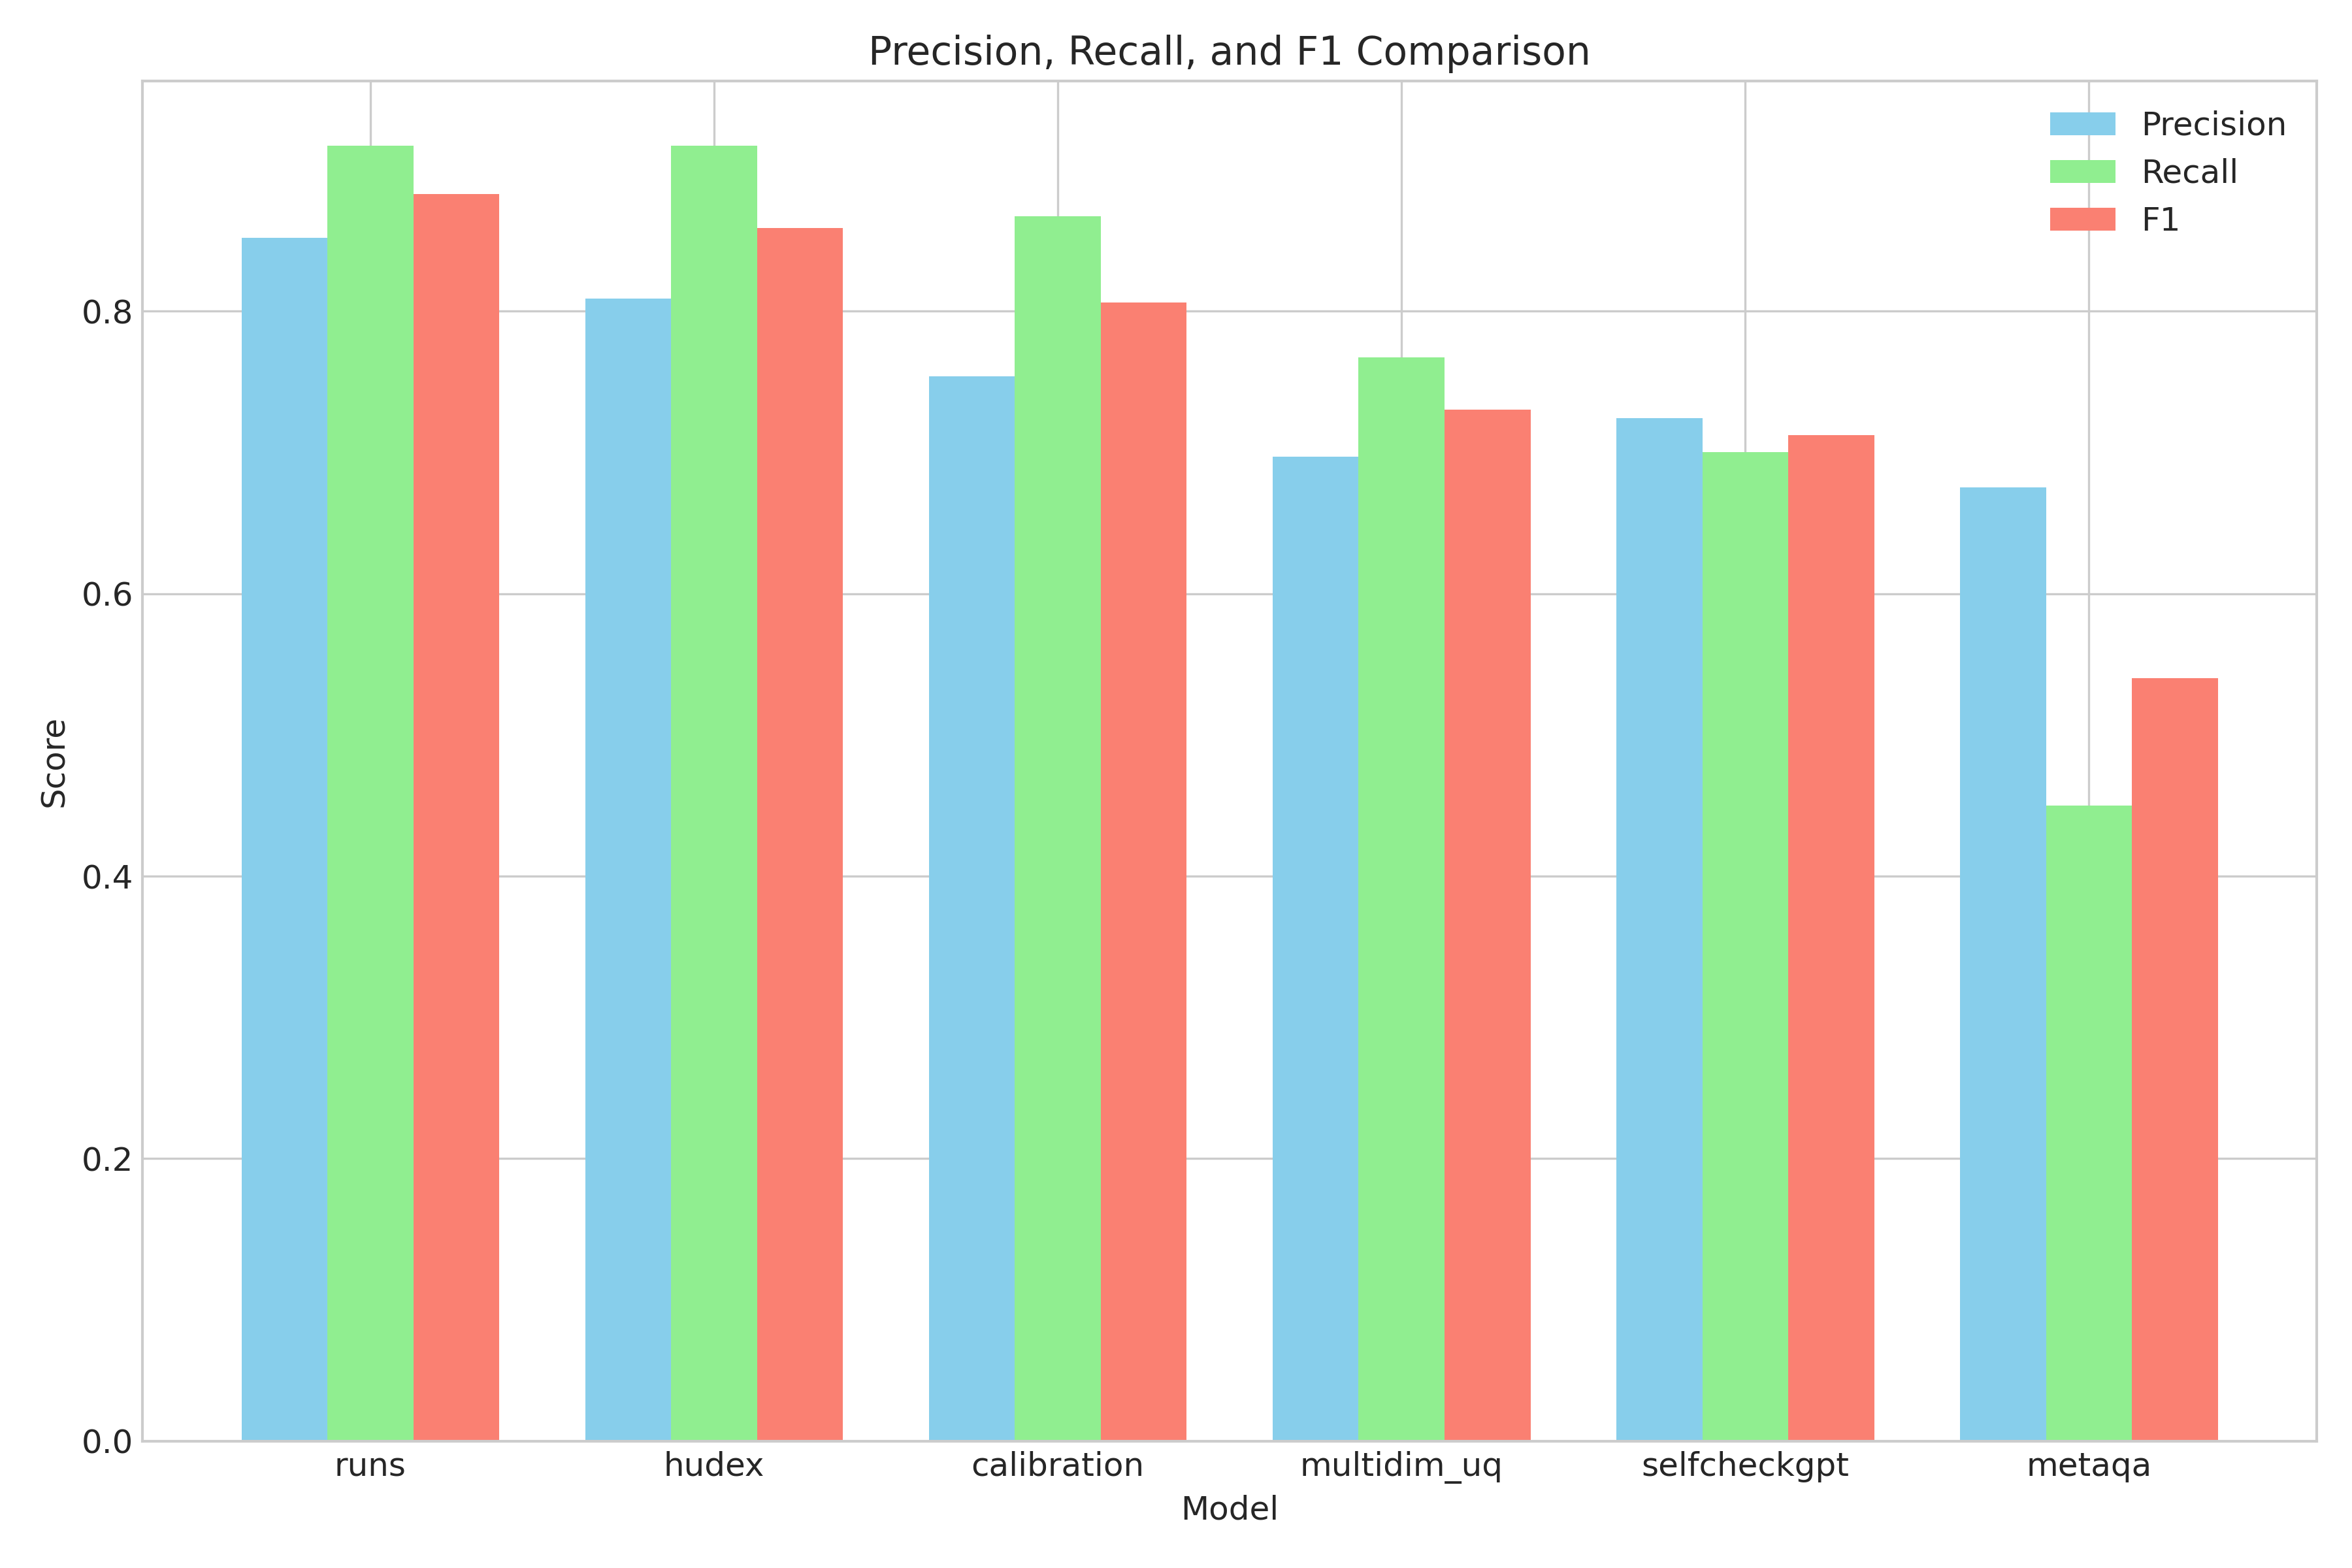 Precision, Recall, and F1 Comparison
Precision
Recall
F1
0.8
0.6
0.4
0.2
0.0
Score
runs
hudex
calibration
multidim_uq
selfcheckgpt
metaqa
Model